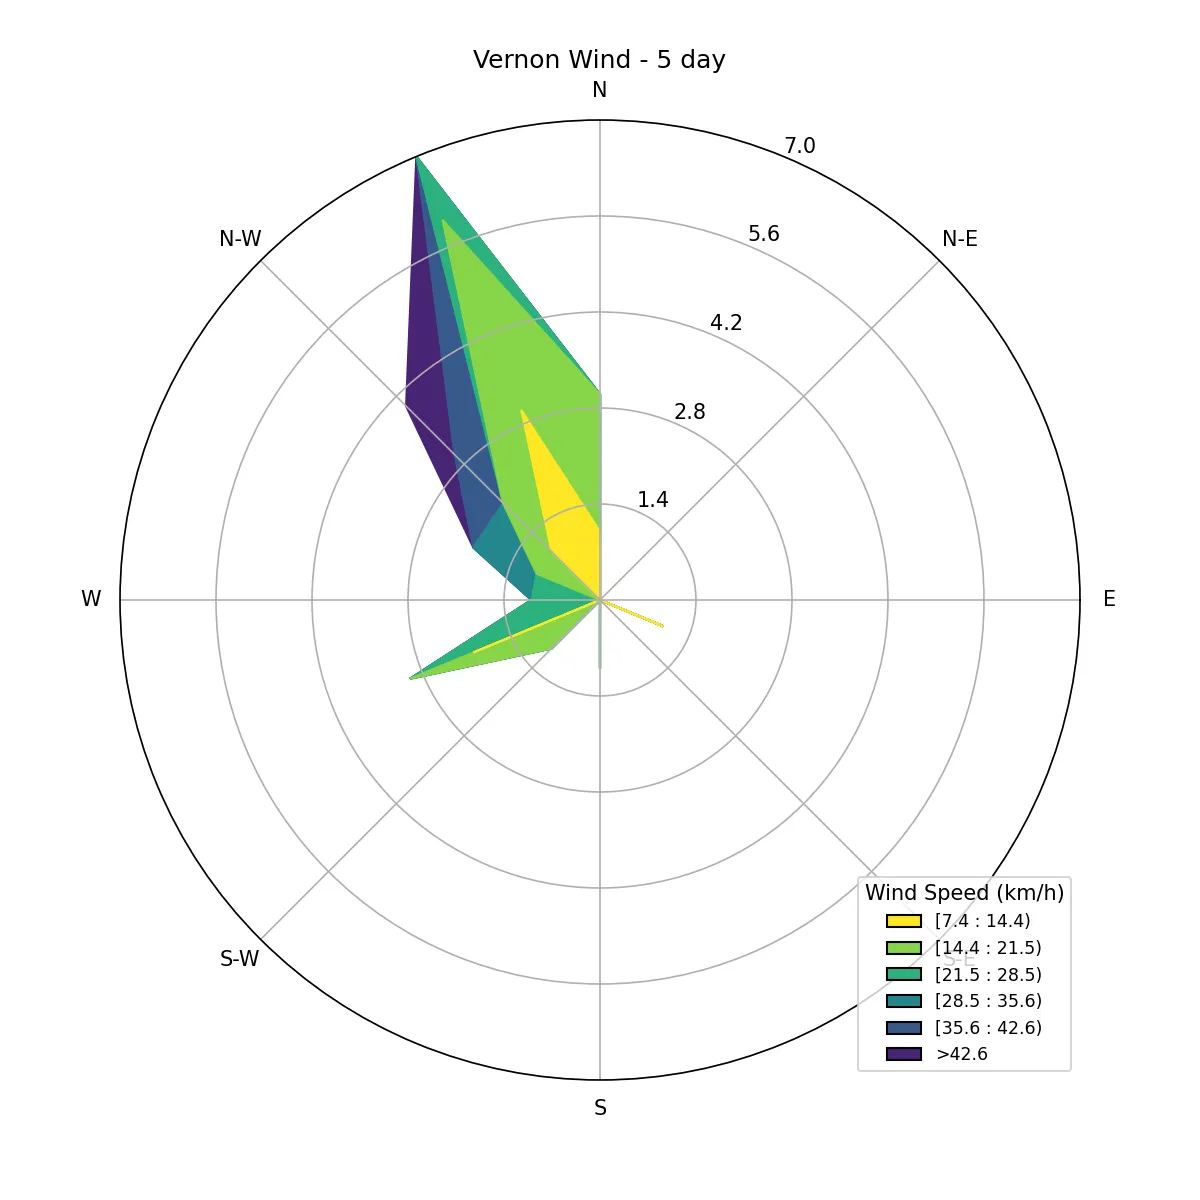 Vernon Wind - 5 day
N
7.0
N-W
5.6
N-E
4.2
2.8
1.4
W
E
S-W
S-E
S
Wind Speed (km/h)
[7.4 : 14.4)
[14.4 : 21.5)
[21.5 : 28.5)
[28.5 : 35.6)
[35.6 : 42.6)
>42.6